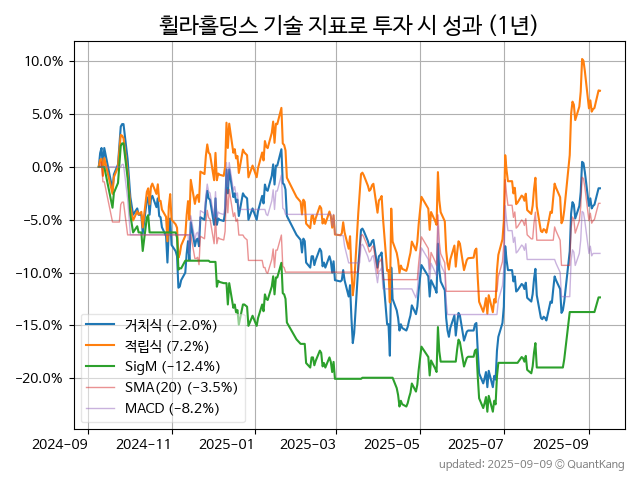 휠라홀딩스 기술 지표로 투자 시 성과 (1년)
10.0%
5.0%
0.0%
−5.0%
−10.0%
−15.0%
−20.0%
거치식 (−2.0%)
적립식 (7.2%)
SigM (−12.4%)
SMA(20) (−3.5%)
MACD (−8.2%)
2024-09 2024-11 2025-01 2025-03 2025-05 2025-07 2025-09
updated: 2025-09-09 © QuantKang